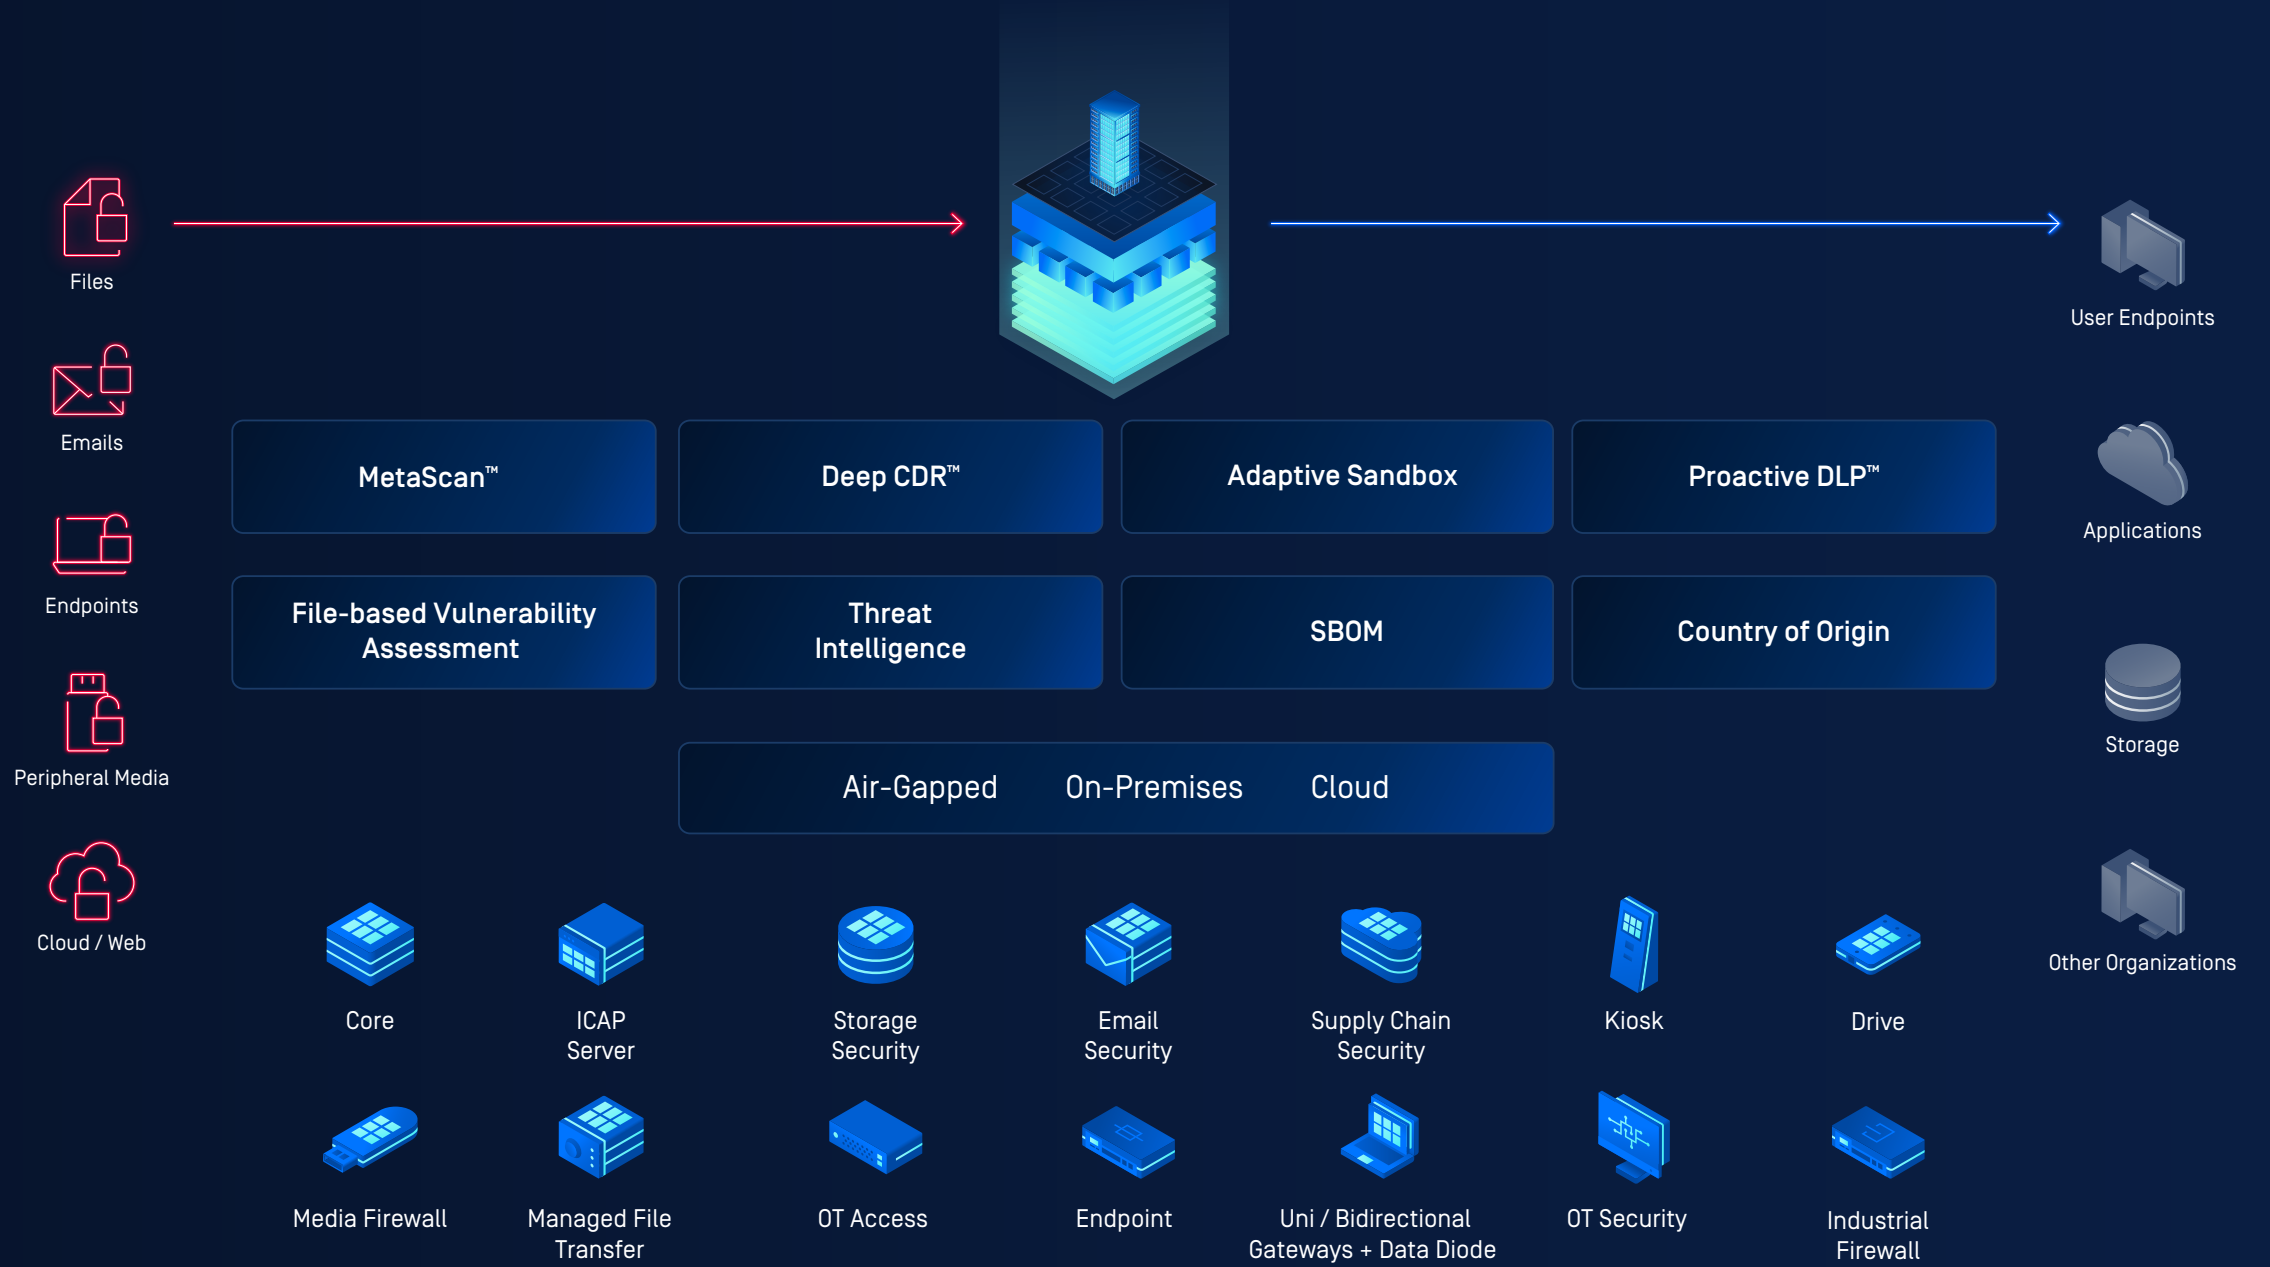 Files
Emails
Endpoints
Peripheral Media
Cloud / Web
MetaScan™
Deep CDR™
Adaptive Sandbox
Proactive DLP™
File-based Vulnerability
Assessment
Threat
Intelligence
SBOM
Country of Origin
Air-Gapped On-Premises Cloud
Core
ICAP
Server
Storage
Security
Email
Security
Supply Chain
Security
Kiosk
Drive
Media Firewall
Managed File
Transfer
OT Access
Endpoint
Uni / Bidirectional
Gateways + Data Diode
OT Security
Industrial
Firewall
User Endpoints
Applications
Storage
Other Organizations